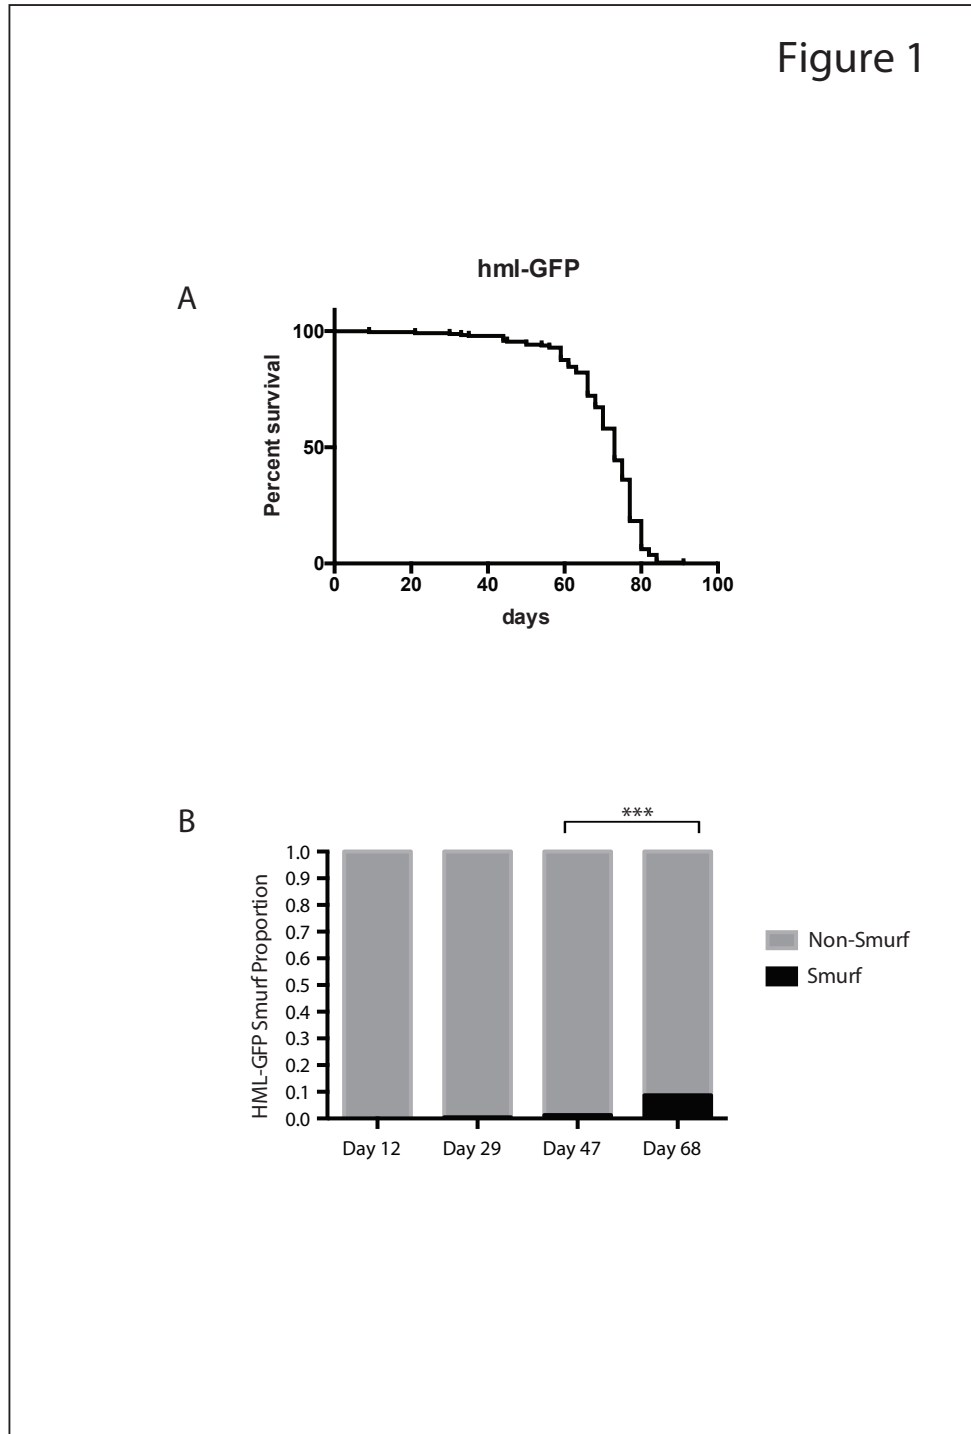 Figure 1
A
hml-GFP
Percent survival
100
50
0
0 20 40 60 80 100
days
B
***
HML-GFP Smurf Proportion
1.0
0.9
0.8
0.7
0.6
0.5
0.4
0.3
0.2
0.1
0.0
Day 12 Day 29 Day 47 Day 68
Non-Smurf
Smurf